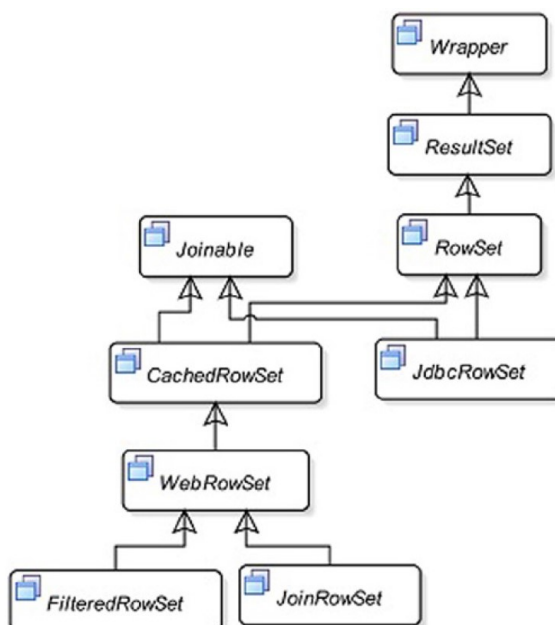 Wrapper
ResultSet
Joinable
RowSet
CachedRowSet
JdbcRowSet
WebRowSet
FilteredRowSet
JoinRowSet